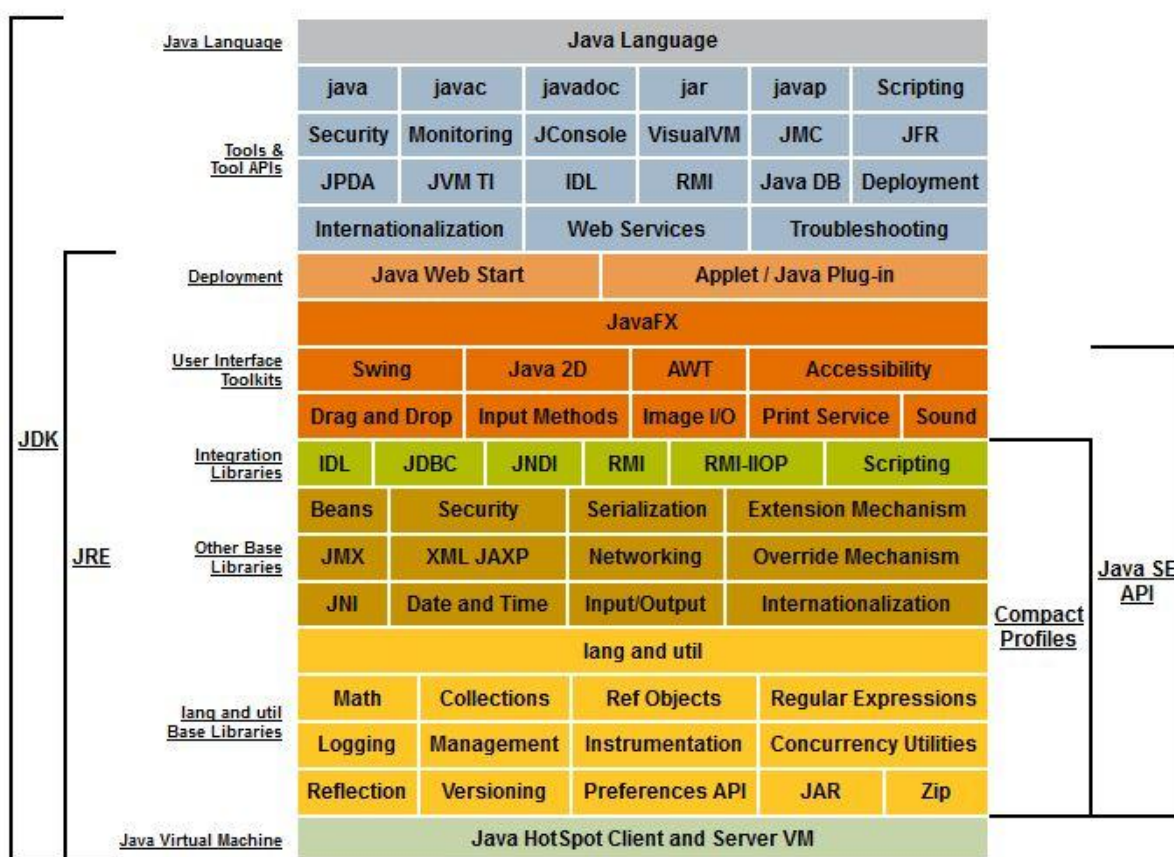 Java Language
Java Language
java javac javadoc jar javap Scripting
Security Monitoring JConsole VisualVM JMC JFR
Tools &
Tool APIs
JPDA JVM TI IDL RMI Java DB Deployment
Internationalization Web Services Troubleshooting
Deployment
Java Web Start Applet / Java Plug-in
JavaFX
User Interface
Toolkits
Swing Java 2D AWT Accessibility
Drag and Drop Input Methods Image I/O Print Service Sound
JDK
Integration
Libraries
IDL JDBC JNDI RMI RMI-IIOP Scripting
Beans Security Serialization Extension Mechanism
JRE
Other Base
Libraries
JMX XML JAXP Networking Override Mechanism
Java SE
API
JNI Date and Time Input/Output Internationalization
Compact
Profiles
lang and util
Math Collections Ref Objects Regular Expressions
lang and util
Base Libraries
Logging Management Instrumentation Concurrency Utilities
Reflection Versioning Preferences API JAR Zip
Java Virtual Machine
Java HotSpot Client and Server VM